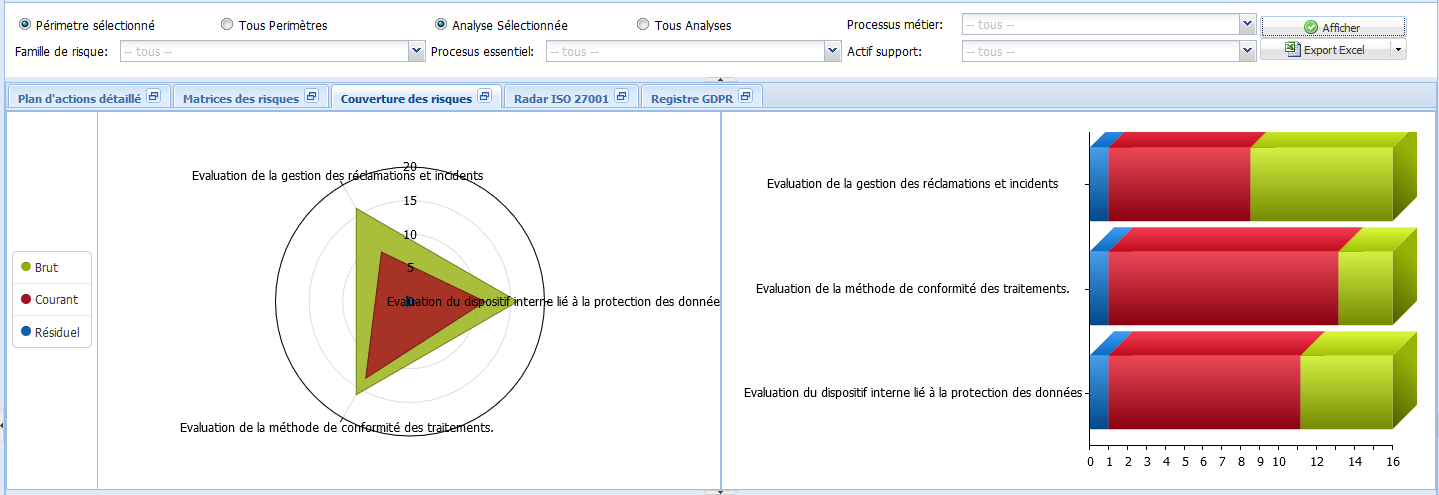 Périmetre sélectionné
Tous Perimètres
Analyse Sélectionnée
Tous Analyses
Processus métier:
-- tous --
Afficher
Famille de risque:
-- tous --
Procesus essentiel:
-- tous --
Actif support:
-- tous --
Export Excel
Plan d'actions détaillé
Matrices des risques
Couverture des risques
Radar ISO 27001
Registre GDPR
Brut
Courant
Résiduel
20
Evaluation de la gestion des réclamations et incidents
15
10
5
0
Evaluation du dispositif interne lié à la protection des donnée
Evaluation de la méthode de conformité des traitements.
Evaluation de la gestion des réclamations et incidents
Evaluation de la méthode de conformité des traitements.
Evaluation du dispositif interne lié à la protection des données
0 1 2 3 4 5 6 7 8 9 10 12 14 16